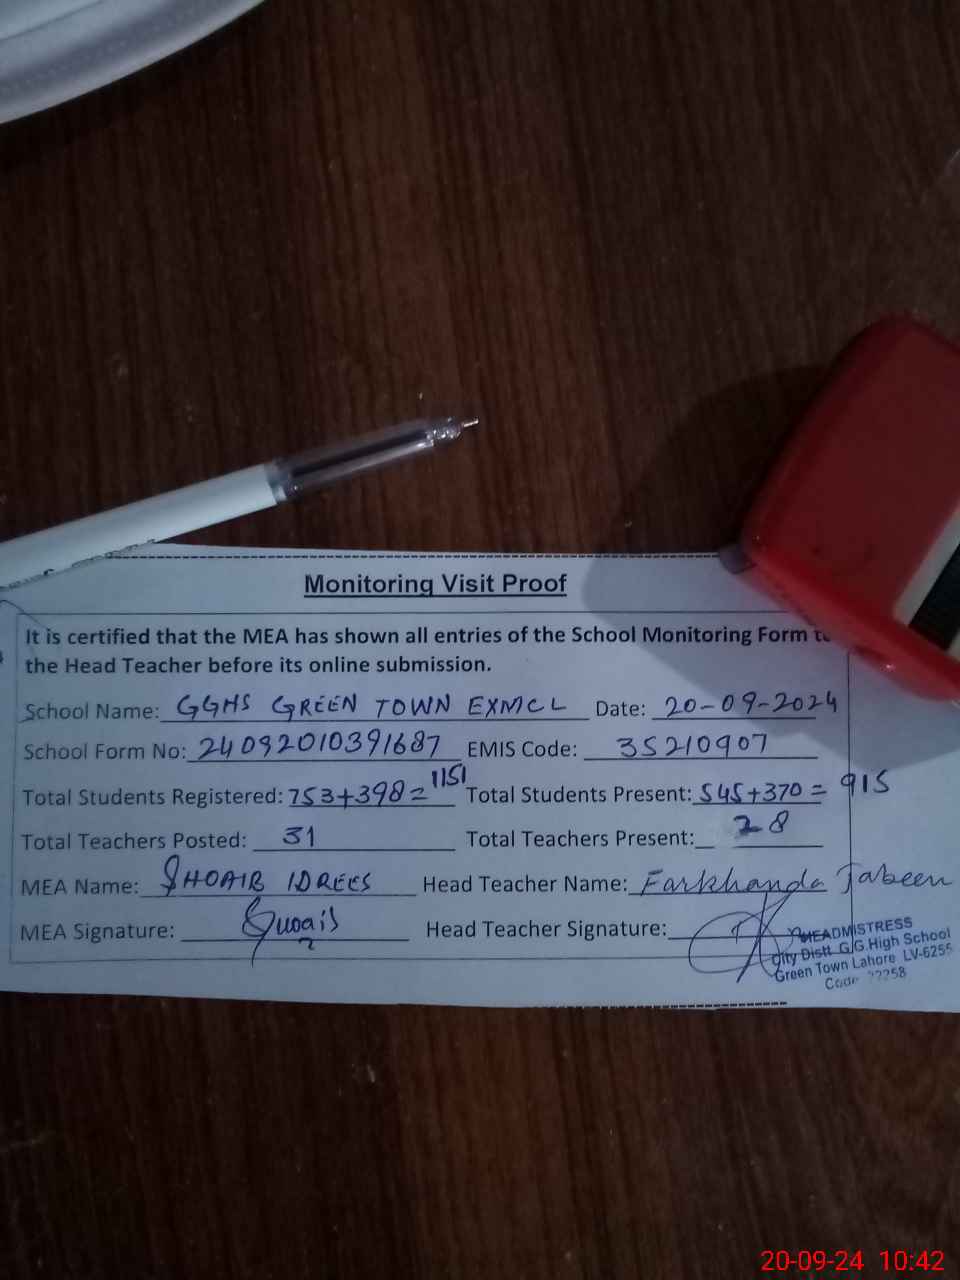 Monitoring Visit Proof
It is certified that the MEA has shown all entries of the School Monitoring Form
the Head Teacher before its online submission.
School Name: GGHS GREEN TOWN EXMCL Date: 20-09-2024
School Form No: 24092010391687 EMIS Code: 35210907
Total Students Registered: 753+398=1151 Total Students Present: 545+370=915
Total Teachers Posted: 31 Total Teachers Present: 28
MEA Name: SHOAIB IDREES Head Teacher Name: Farkhanda Jabeen
MEA Signature: Head Teacher Signature:
HEADMISTRESS
City Distt. G.G.High School
Green Town Lahore LV-6255
Code
20-09-24 10:42